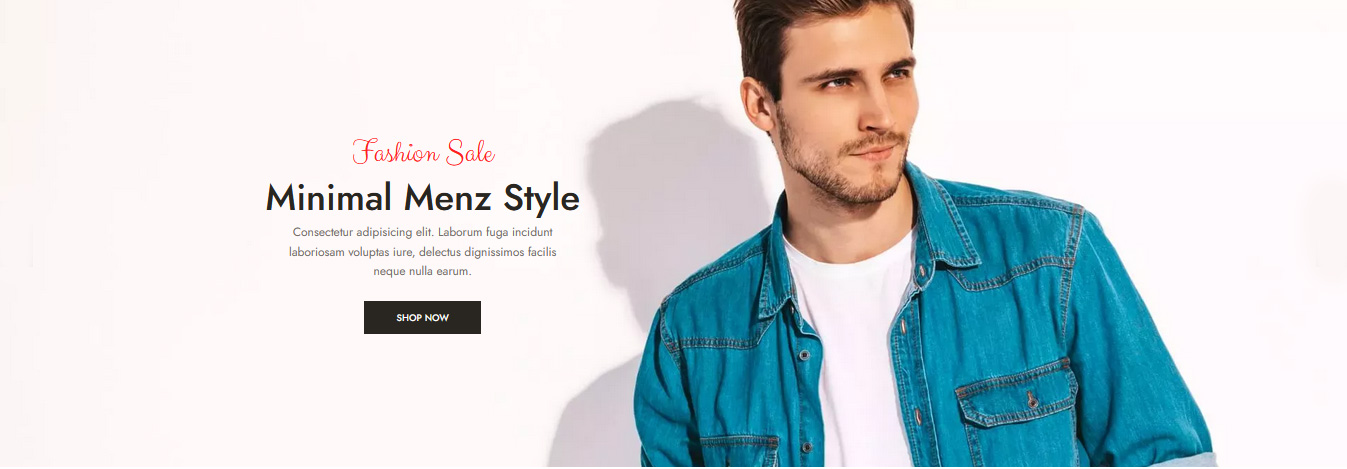 Fashion Sale
Minimal Menz Style
Consectetur adipisicing elit. Laborum fuga incidunt
laboriosam voluptas iure, delectus dignissimos facilis
neque nulla earum.
SHOP NOW